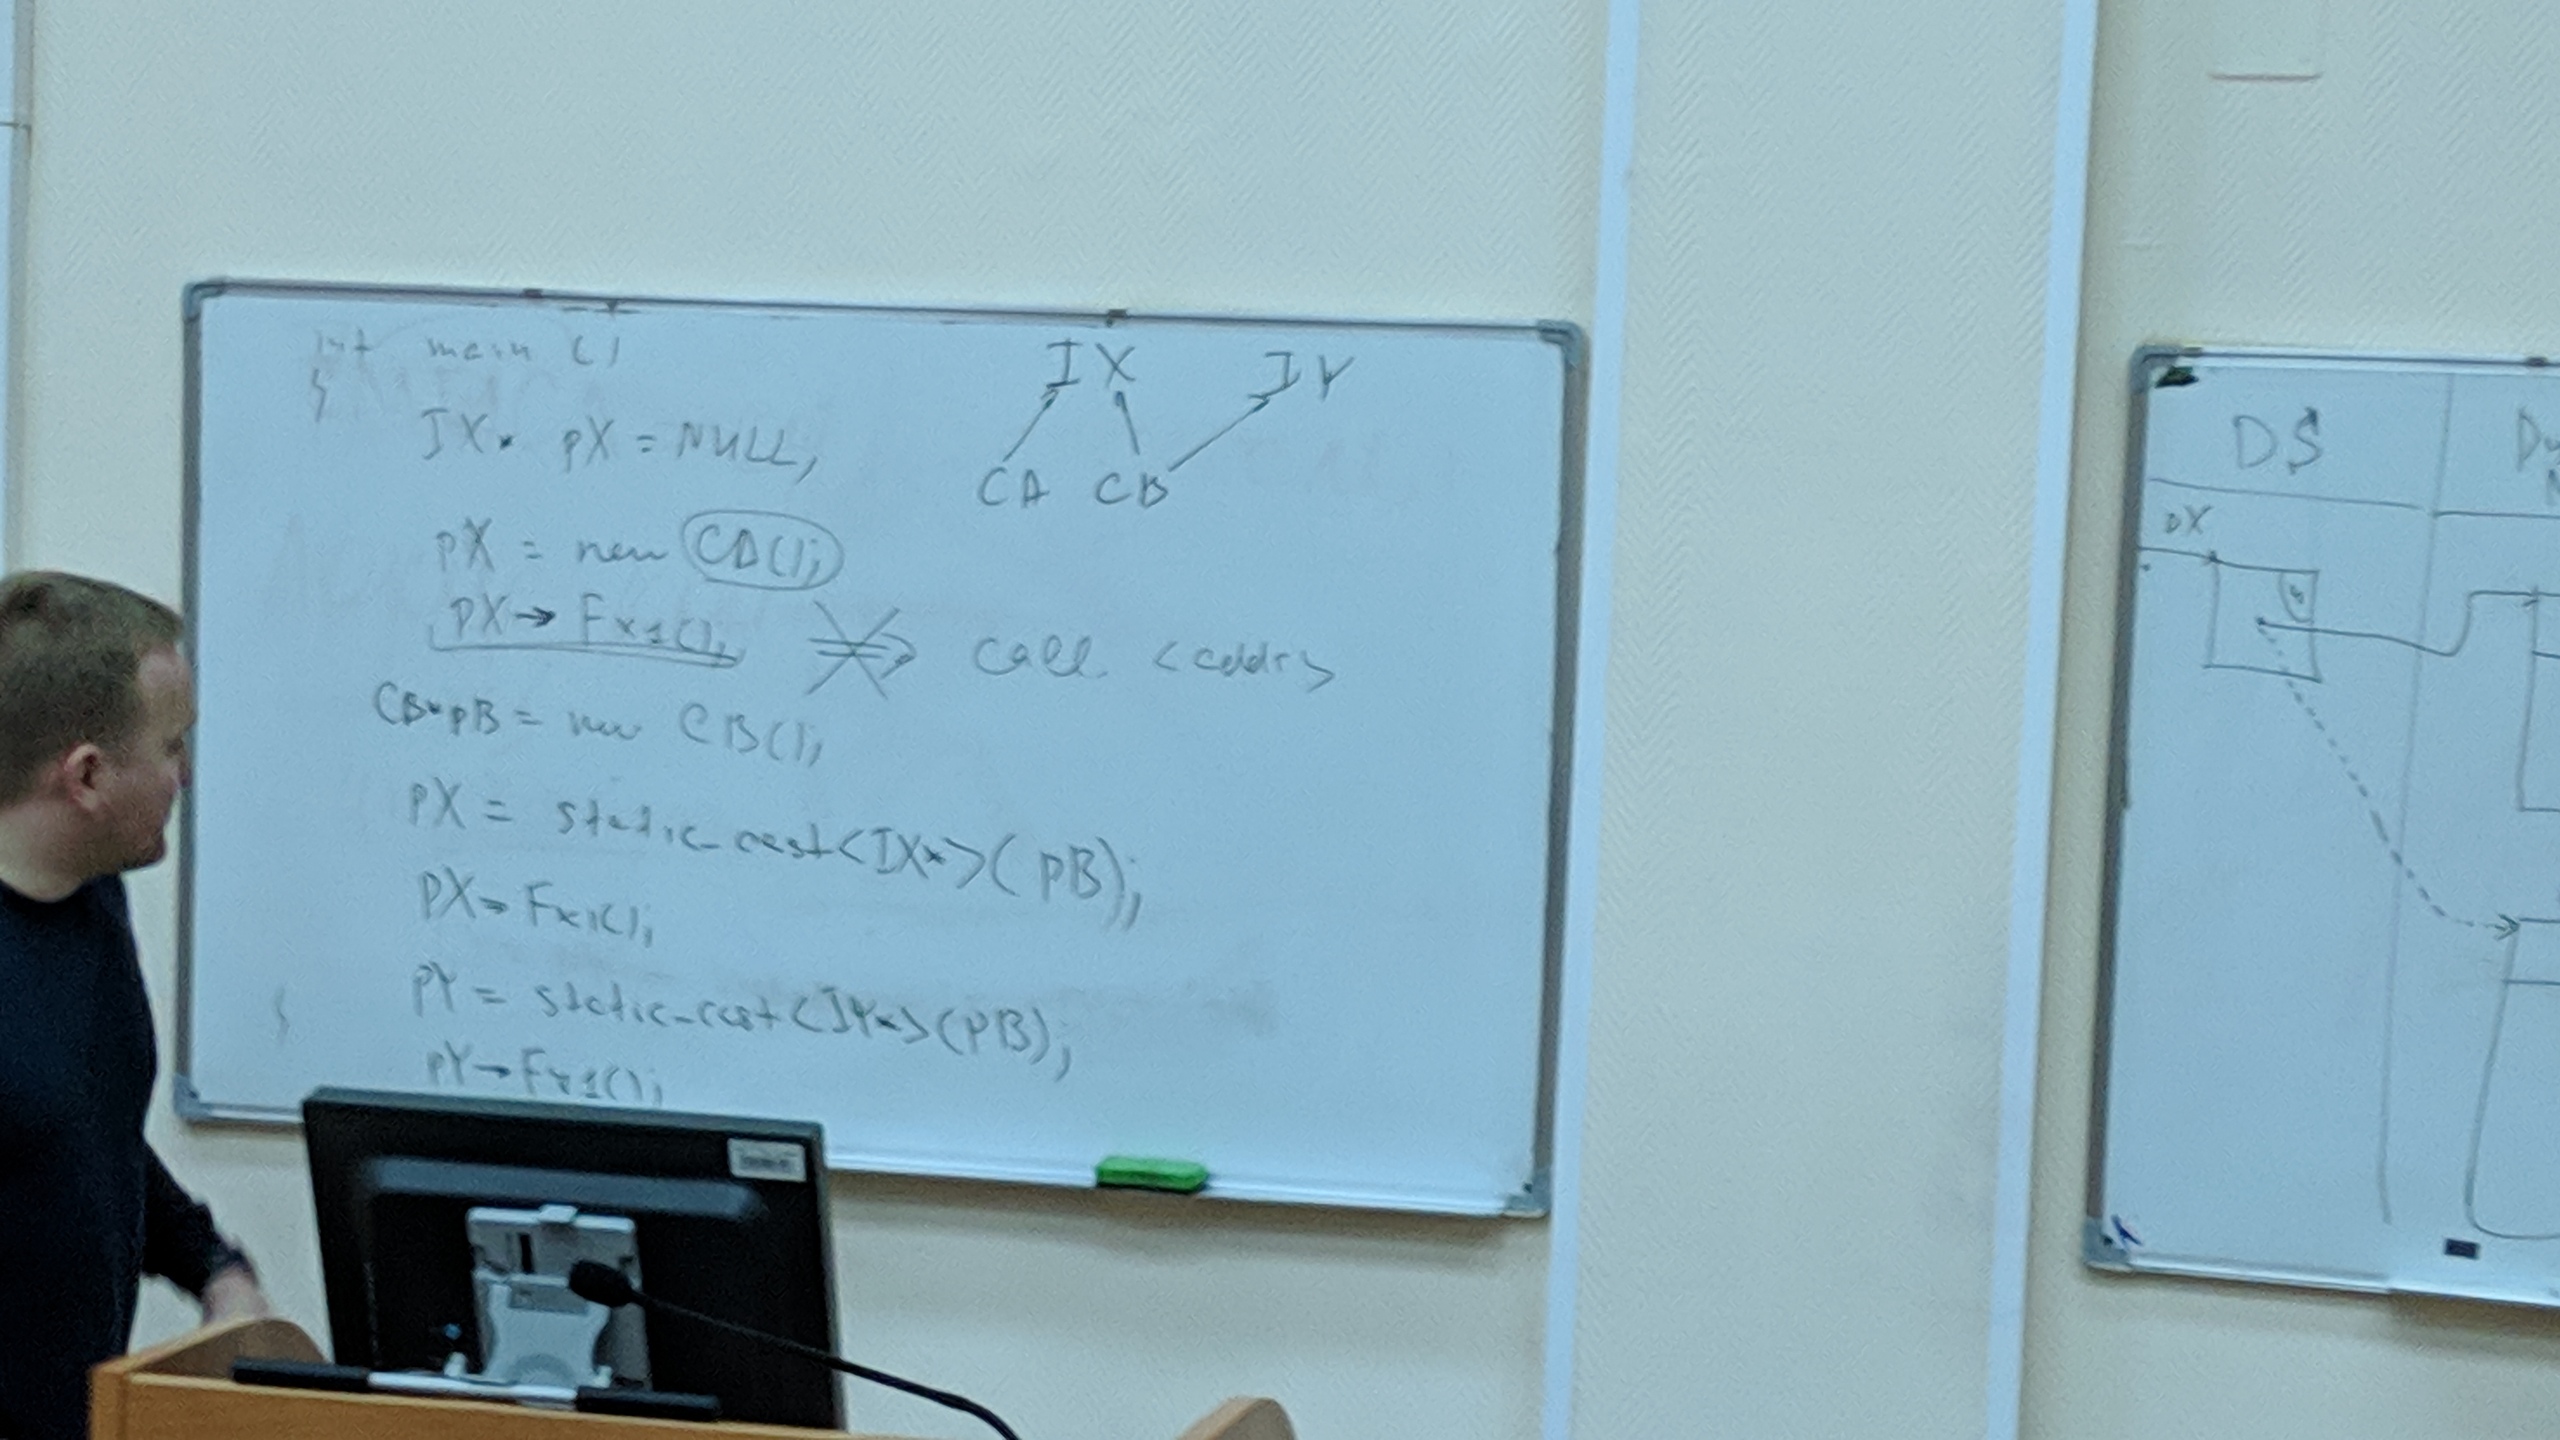 int main ()
{
IX* pX = NULL;
pX = new CA();
pX → Fx1();
call <addr>
CB*pB = new CB();
pX = static_cast<IX*>(pB);
pX → Fx1();
pY = static_cast<IY*>(pB);
pY → Fy1();
}
IX IY
CA CB
DS
pX